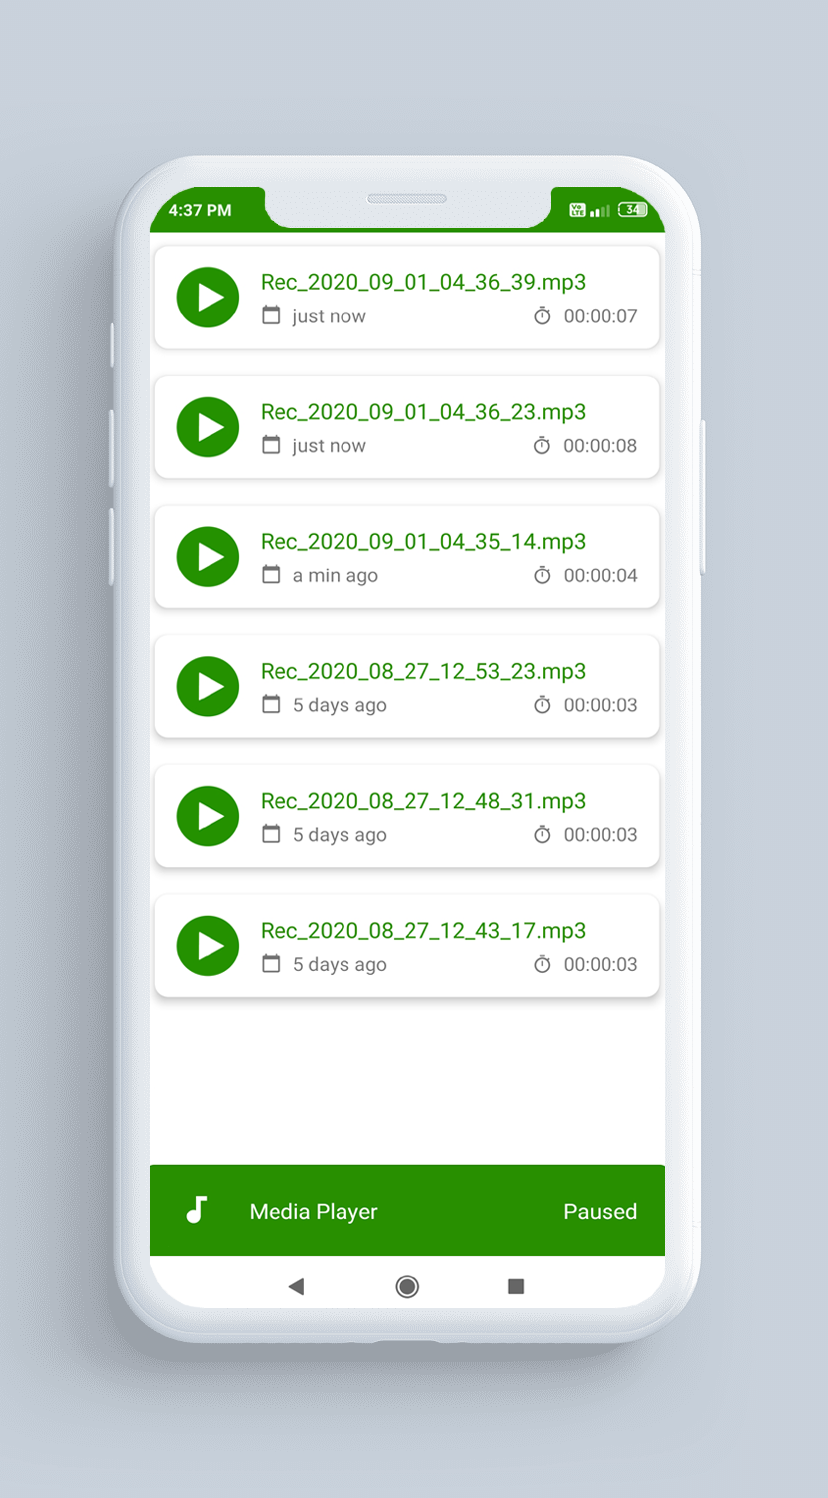 4:37 PM Vo LTE 34
Rec_2020_09_01_04_36_39.mp3
just now 00:00:07
Rec_2020_09_01_04_36_23.mp3
just now 00:00:08
Rec_2020_09_01_04_35_14.mp3
a min ago 00:00:04
Rec_2020_08_27_12_53_23.mp3
5 days ago 00:00:03
Rec_2020_08_27_12_48_31.mp3
5 days ago 00:00:03
Rec_2020_08_27_12_43_17.mp3
5 days ago 00:00:03
Media Player Paused